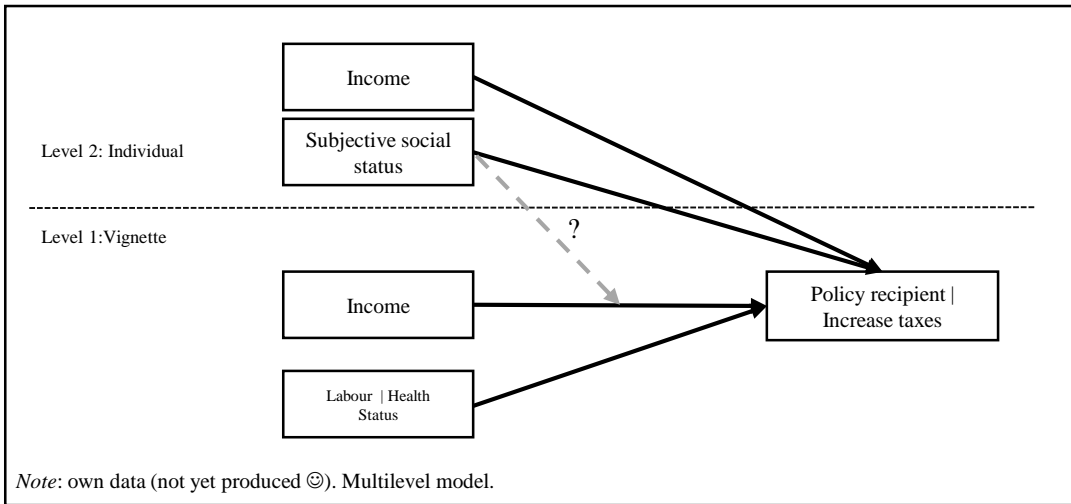 Income
Level 2: Individual
Subjective social
status
Level 1:Vignette
?
Income
Policy recipient |
Increase taxes
Labour | Health
Status
Note: own data (not yet produced ☺). Multilevel model.